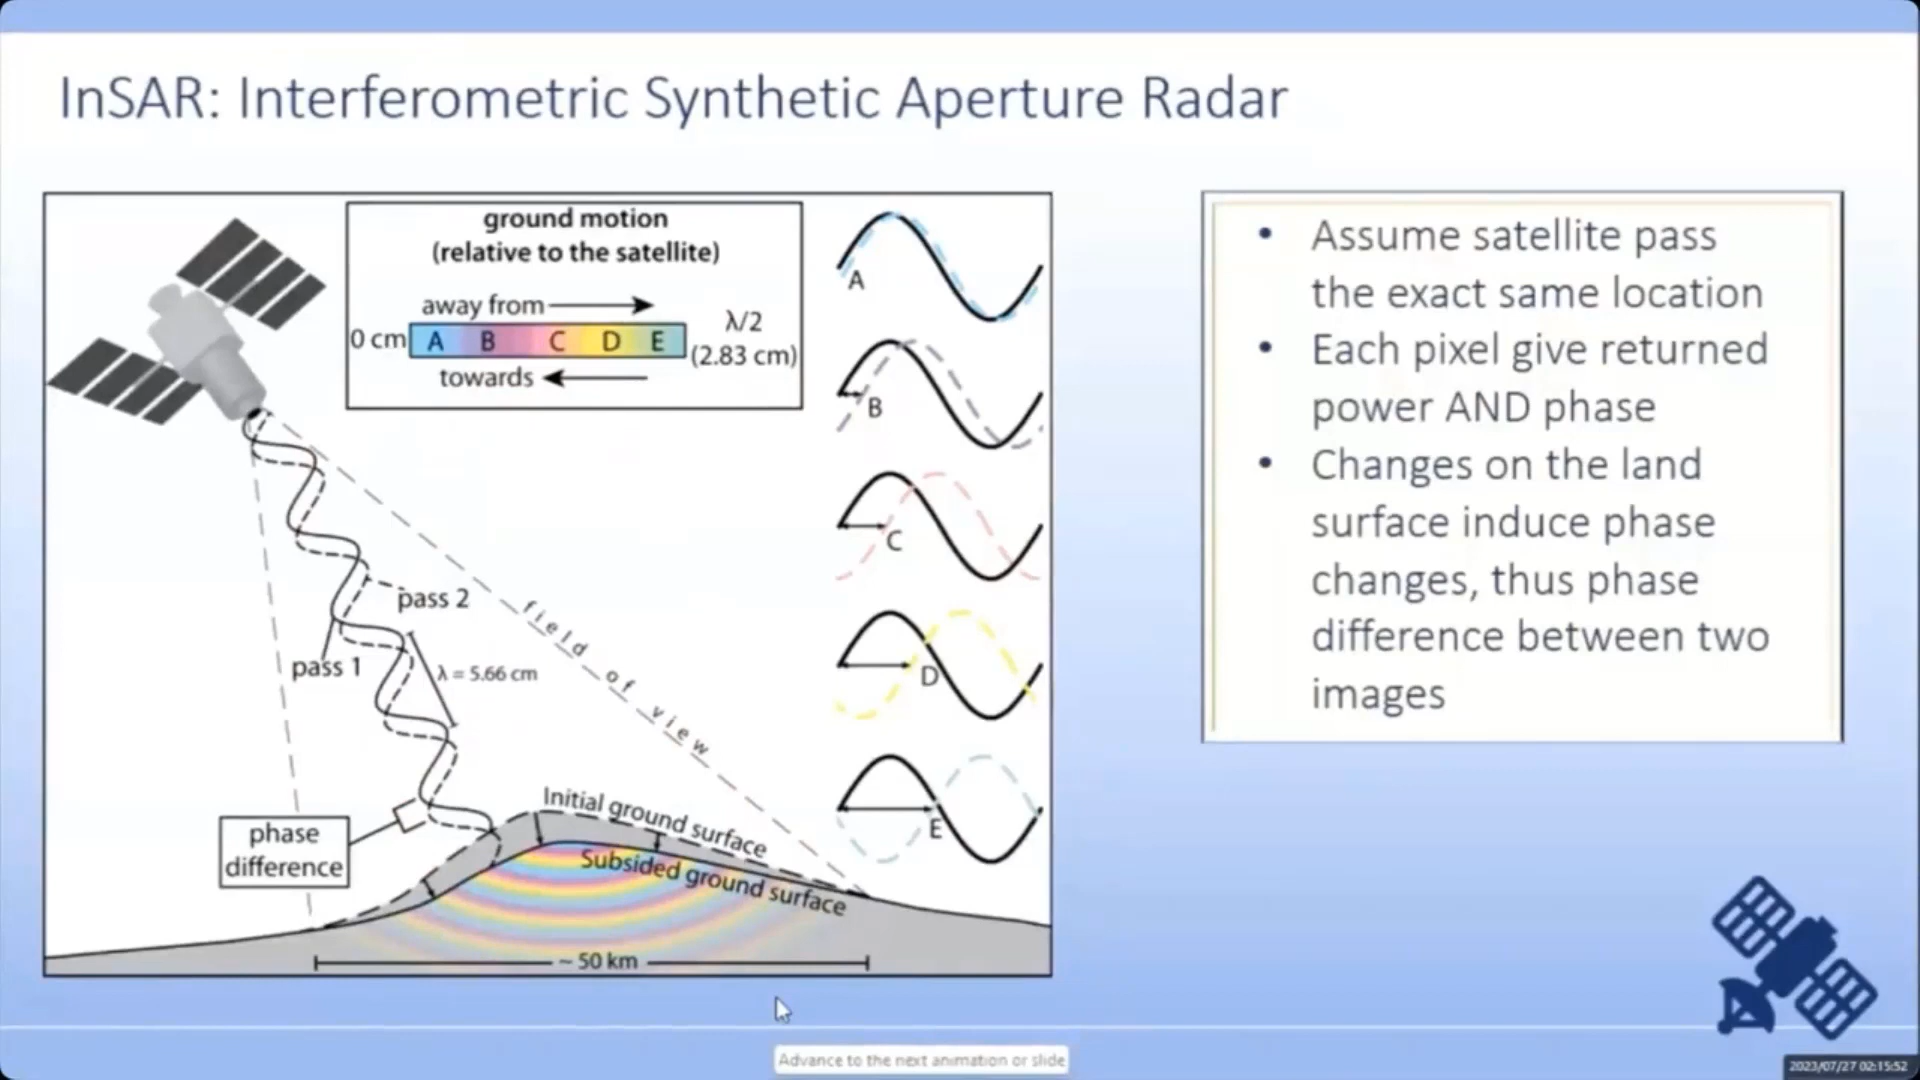 InSAR: Interferometric Synthetic Aperture Radar
ground motion
(relative to the satellite)
away from
0 cm
A B C D E
λ/2
(2.83 cm)
towards
A
B
C
D
E
pass 2
pass 1
λ = 5.66 cm
field of view
phase
difference
Initial ground surface
Subsided ground surface
~ 50 km
• Assume satellite pass
the exact same location
• Each pixel give returned
power AND phase
• Changes on the land
surface induce phase
changes, thus phase
difference between two
images
Advance to the next animation or slide
2023/07/27 02:15:52